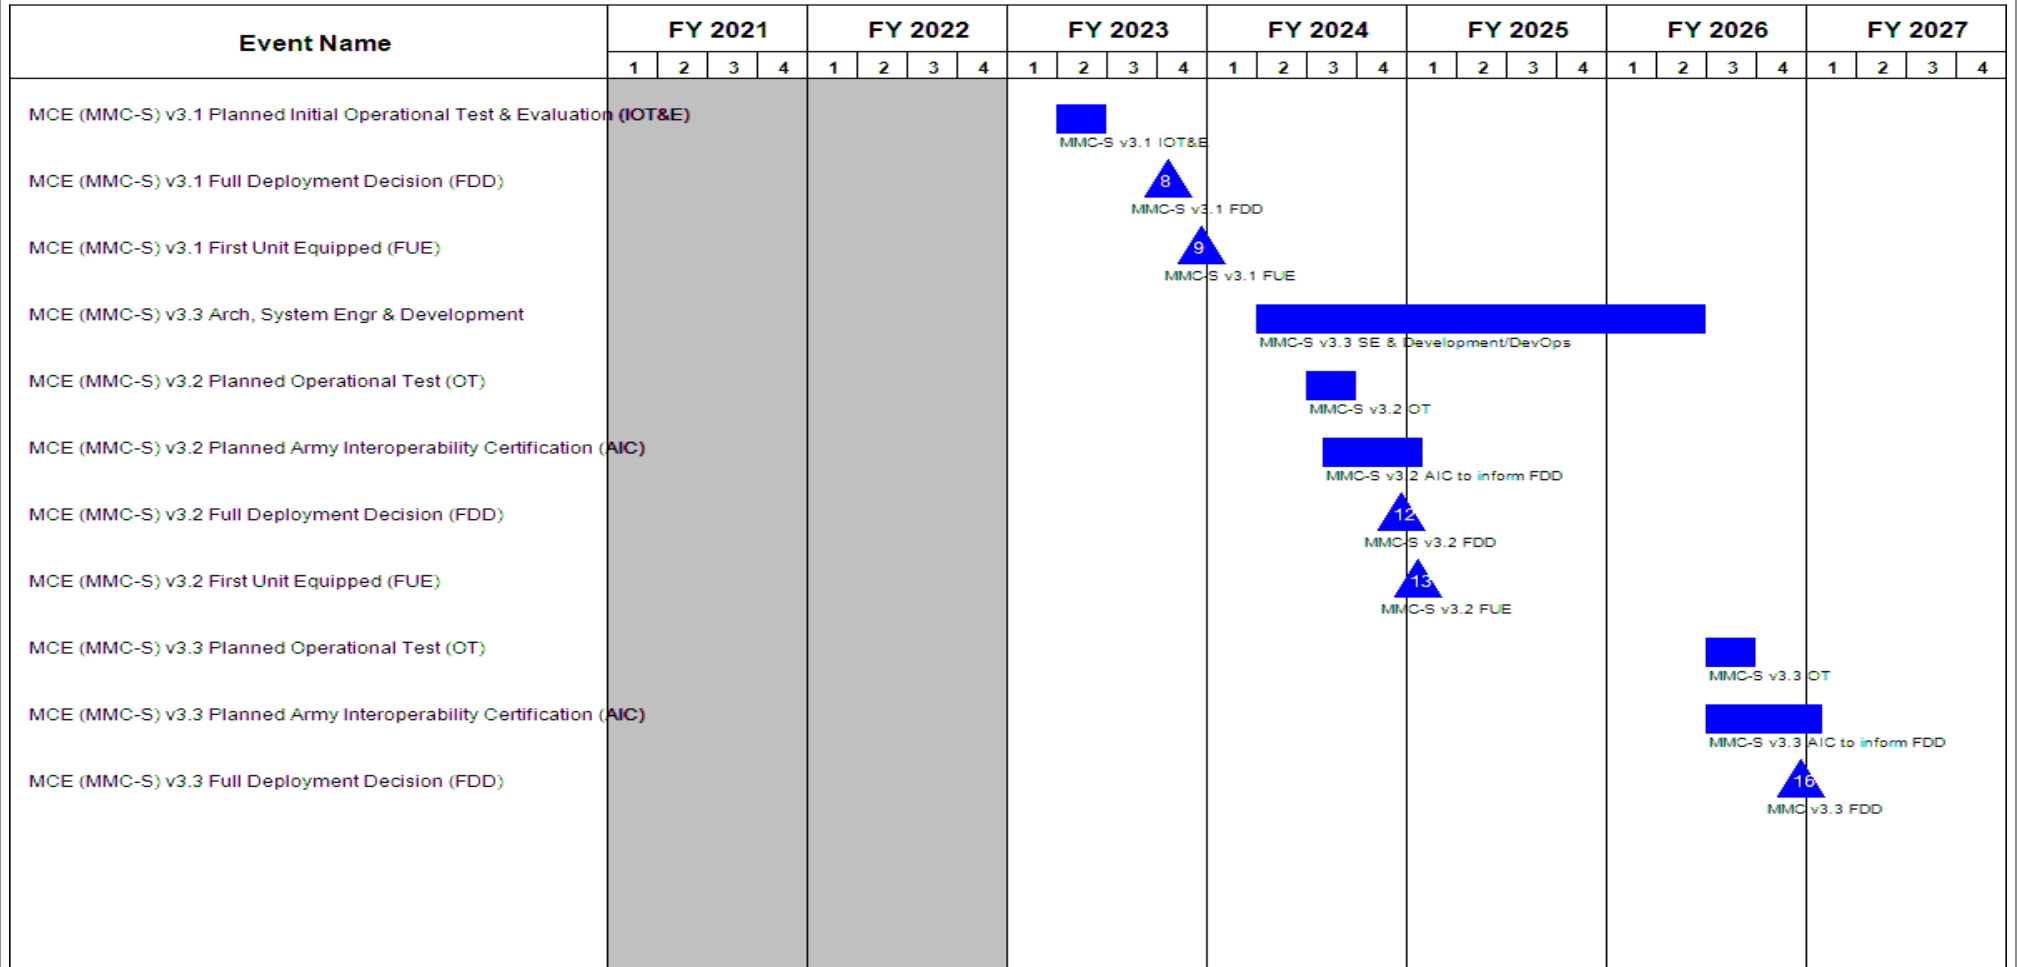 Event Name FY 2021 FY 2022 FY 2023 FY 2024 FY 2025 FY 2026 FY 2027
1 2 3 4 1 2 3 4 1 2 3 4 1 2 3 4 1 2 3 4 1 2 3 4 1 2 3 4
MCE (MMC-S) v3.1 Planned Initial Operational Test & Evaluation (IOT&E)
MMC-S v3.1 IOT&E
MCE (MMC-S) v3.1 Full Deployment Decision (FDD) 8
MMC-S v3.1 FDD
MCE (MMC-S) v3.1 First Unit Equipped (FUE) 9
MMC-S v3.1 FUE
MCE (MMC-S) v3.3 Arch, System Engr & Development
MMC-S v3.3 SE & Development/DevOps
MCE (MMC-S) v3.2 Planned Operational Test (OT)
MMC-S v3.2 OT
MCE (MMC-S) v3.2 Planned Army Interoperability Certification (AIC)
MMC-S v3.2 AIC to inform FDD
MCE (MMC-S) v3.2 Full Deployment Decision (FDD) 12
MMC-S v3.2 FDD
MCE (MMC-S) v3.2 First Unit Equipped (FUE) 13
MMC-S v3.2 FUE
MCE (MMC-S) v3.3 Planned Operational Test (OT)
MMC-S v3.3 OT
MCE (MMC-S) v3.3 Planned Army Interoperability Certification (AIC)
MMC-S v3.3 AIC to inform FDD
MCE (MMC-S) v3.3 Full Deployment Decision (FDD) 16
MMC v3.3 FDD